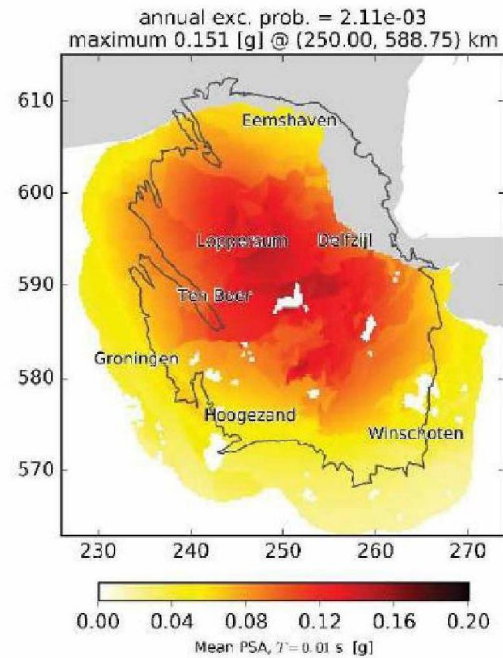 annual exc. prob. = 2.11e-03
maximum 0.151 [g] @ (250.00, 588.75) km
610
Eemshaven
600
Loppersum Delfzijl
590
Ten Boer
Groningen
580
Hoogezand
Winschoten
570
230 240 250 260 270
0.00 0.04 0.08 0.12 0.16 0.20
Mean PSA, T=0.01 s [g]